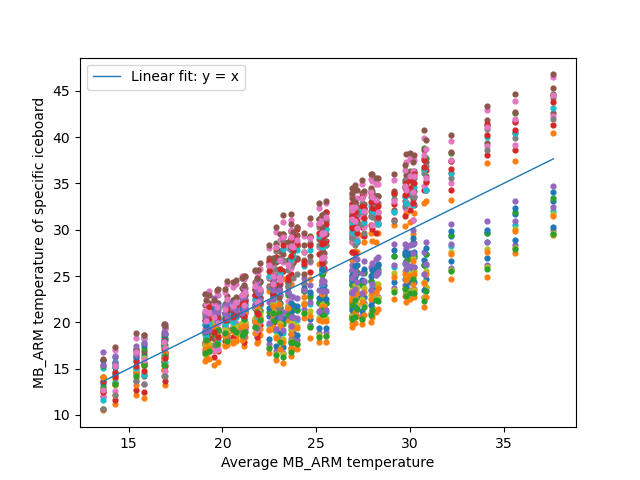 Linear fit: y = x
45
40
35
30
25
20
15
10
MB_ARM temperature of specific iceboard
15 20 25 30 35
Average MB_ARM temperature